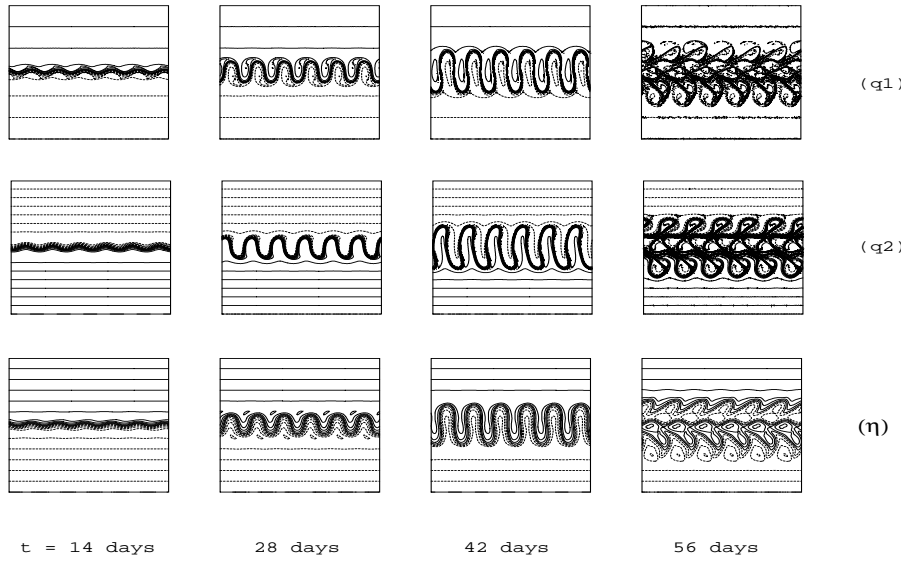 (q1)
(q2)
(η)
t = 14 days 28 days 42 days 56 days